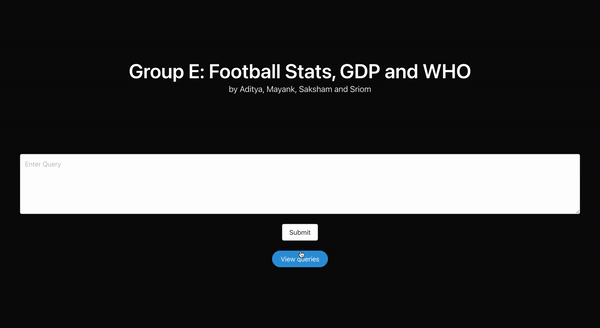 Group E: Football Stats, GDP and WHO
by Aditya, Mayank, Saksham and Sriom
Enter Query
Submit
View queries